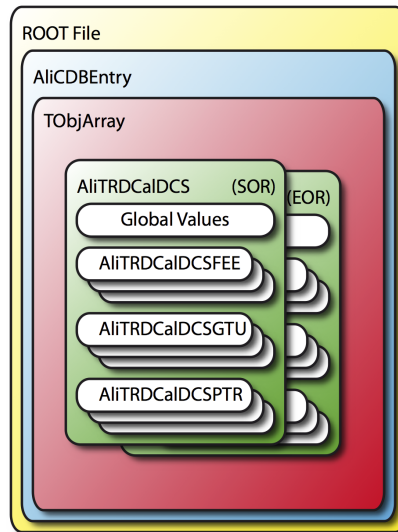 ROOT File
AliCDBEntry
TObjArray
AliTRDCalDCS (SOR) (EOR)
Global Values
AliTRDCalDCSFEE
AliTRDCalDCSGTU
AliTRDCalDCSPTR